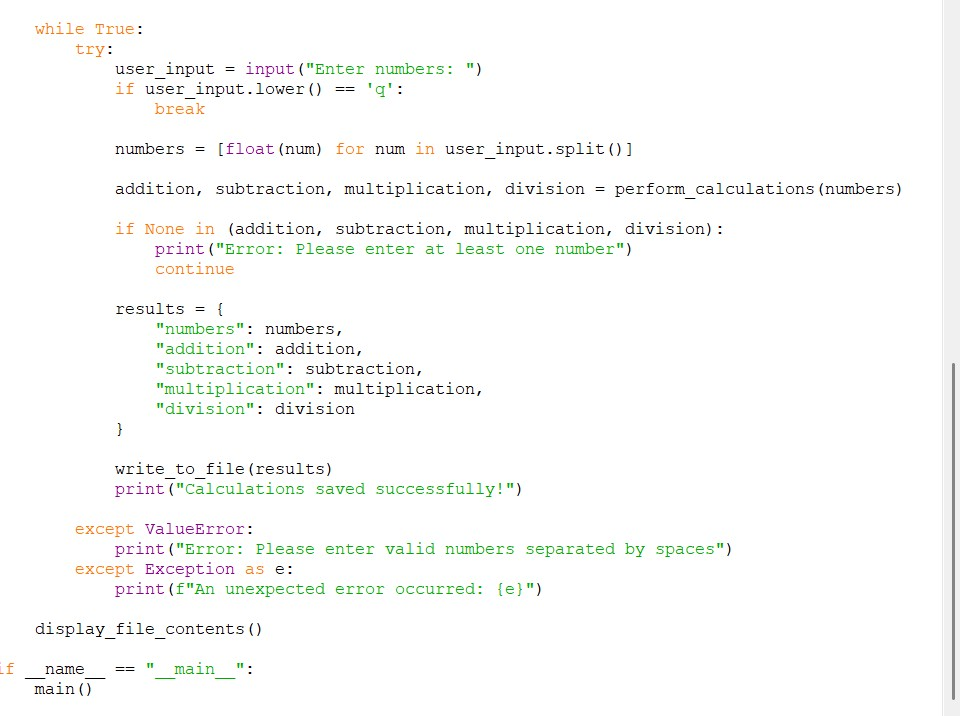 while True:
try:
user_input = input("Enter numbers: ")
if user_input.lower() == 'q':
break
numbers = [float(num) for num in user_input.split()]
addition, subtraction, multiplication, division = perform_calculations(numbers)
if None in (addition, subtraction, multiplication, division):
print("Error: Please enter at least one number")
continue
results = {
"numbers": numbers,
"addition": addition,
"subtraction": subtraction,
"multiplication": multiplication,
"division": division
}
write_to_file(results)
print("Calculations saved successfully!")
except ValueError:
print("Error: Please enter valid numbers separated by spaces")
except Exception as e:
print(f"An unexpected error occurred: {e}")
display_file_contents()
if __name__ == "__main__":
main()